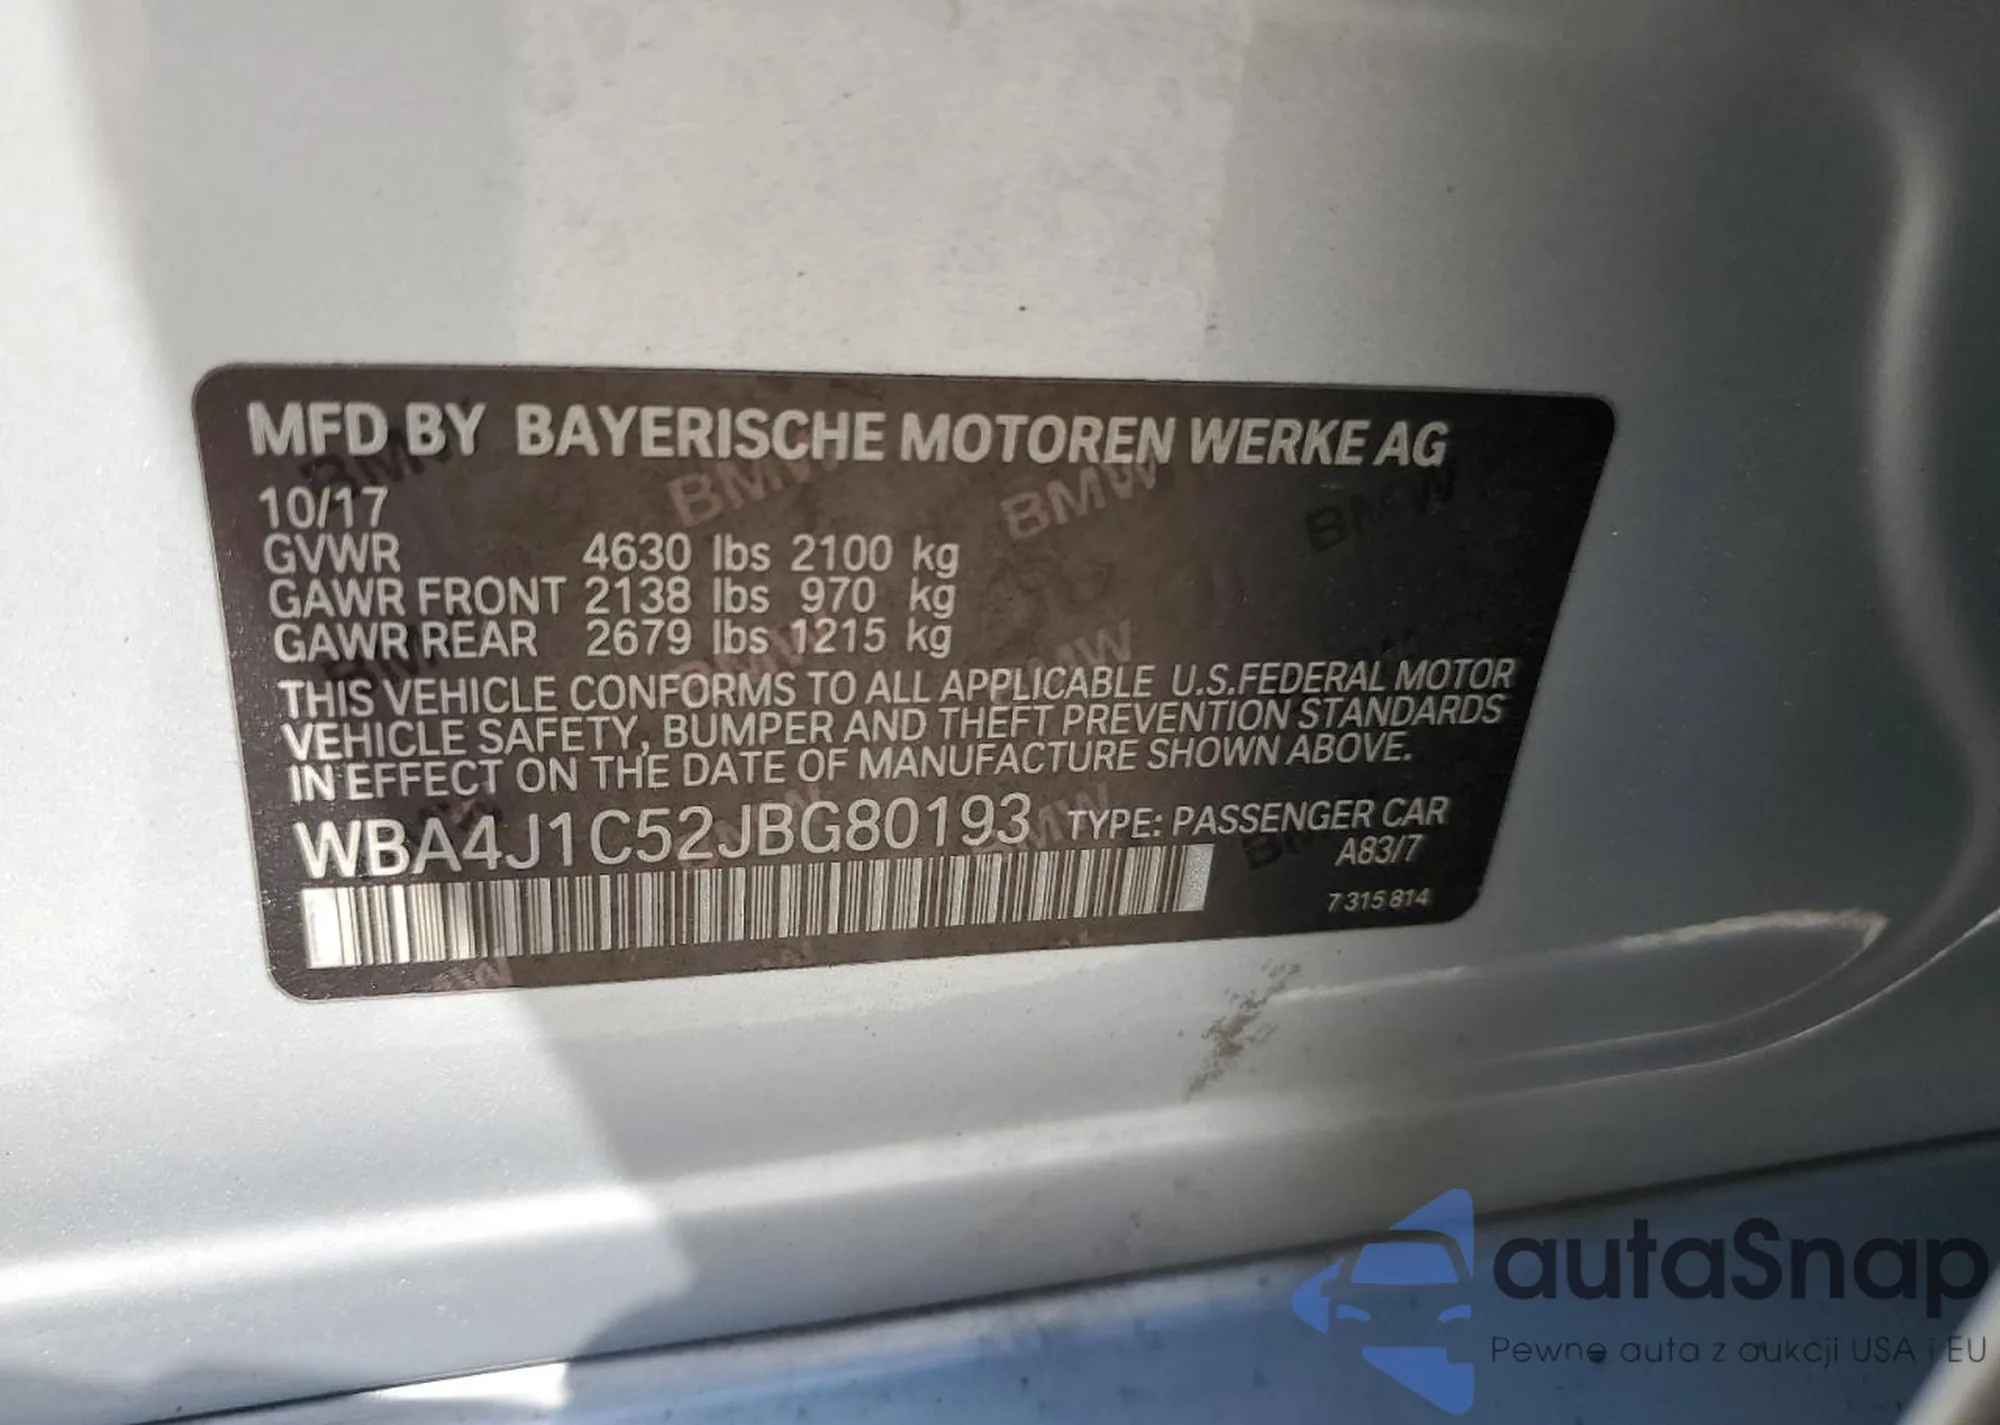 MFD BY BAYERISCHE MOTOREN WERKE AG
10/17
GVWR 4630 lbs 2100 kg
GAWR FRONT 2138 lbs 970 kg
GAWR REAR 2679 lbs 1215 kg
THIS VEHICLE CONFORMS TO ALL APPLICABLE U.S.FEDERAL MOTOR
VEHICLE SAFETY, BUMPER AND THEFT PREVENTION STANDARDS
IN EFFECT ON THE DATE OF MANUFACTURE SHOWN ABOVE.
WBA4J1C52JBG80193 TYPE: PASSENGER CAR
A83/7
7 315 814
autaSnap
Pewne auta z aukcji USA i EU